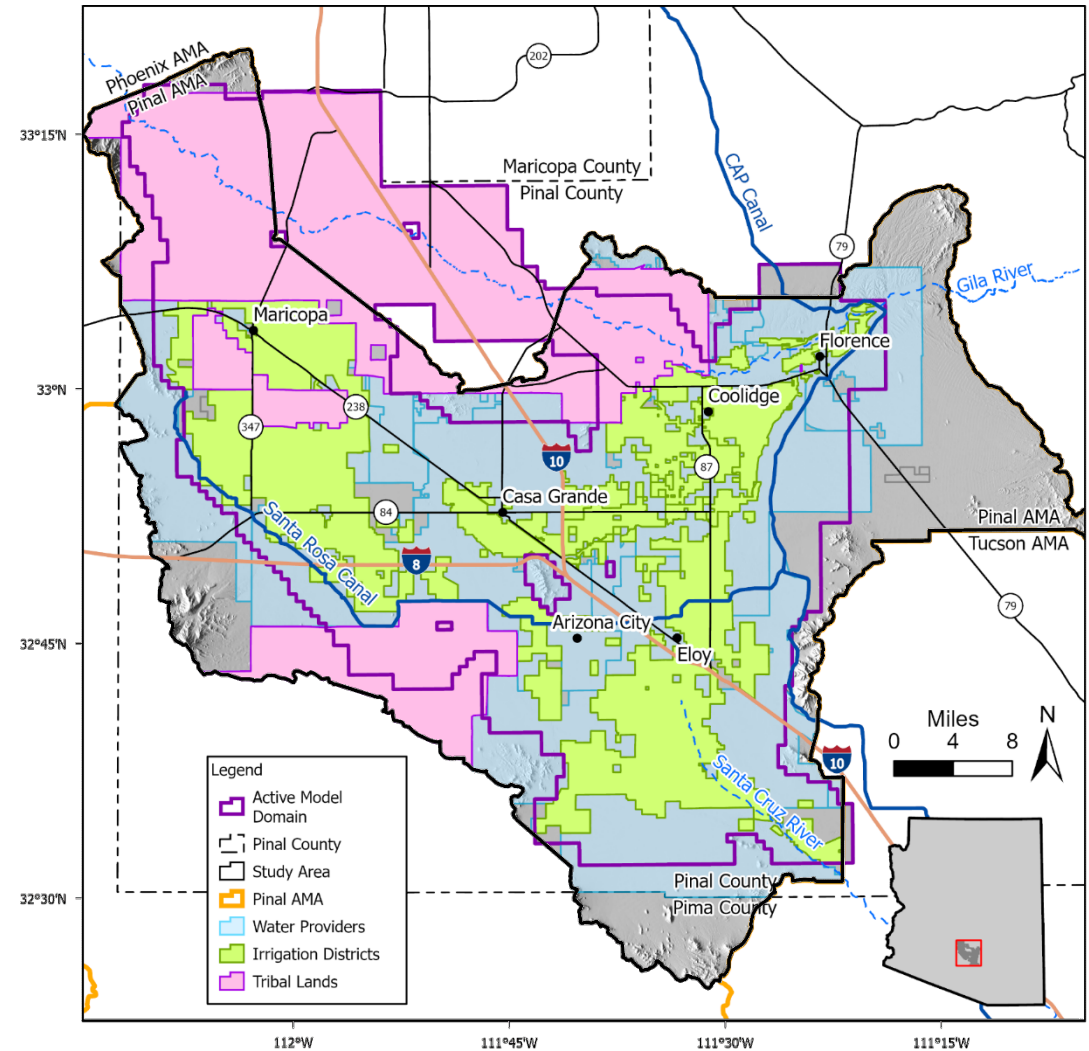 Phoenix AMA
Pinal AMA
202
33°15'N
Maricopa County
Pinal County
CAP Canal
79
Gila River
Maricopa
Florence
33°N
238
Coolidge
347
10
87
Casa Grande
84
Pinal AMA
Tucson AMA
Santa Rosa Canal
8
79
Arizona City
32°45'N
Eloy
Miles
N
0 4 8
10
Santa Cruz River
Legend
Active Model
Domain
Pinal County
Study Area
Pinal AMA
Water Providers
Irrigation Districts
Tribal Lands
Pinal County
Pima County
32°30'N
112°W
111°45'W
111°30'W
111°15'W